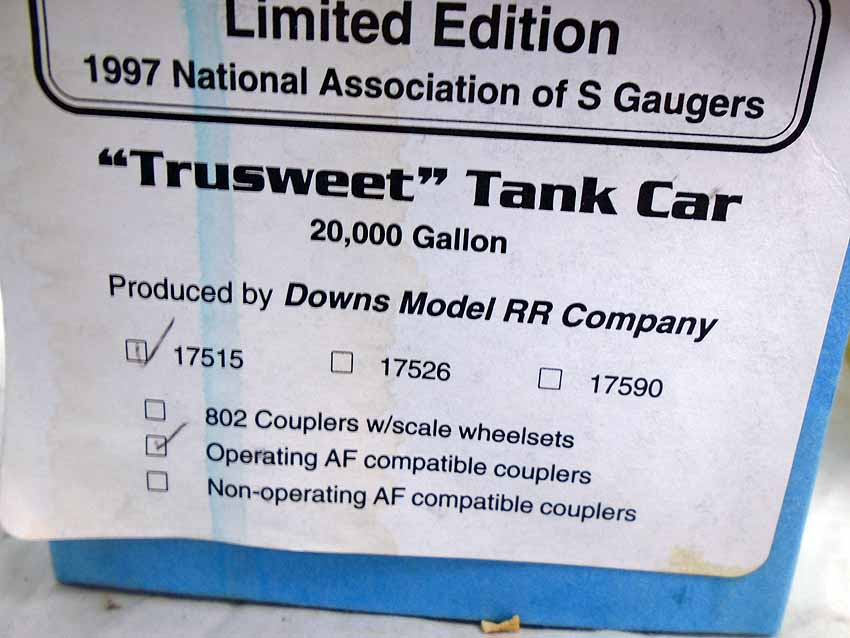 Limited Edition
1997 National Association of S Gaugers
“Trusweet” Tank Car
20,000 Gallon
Produced by Downs Model RR Company
17515 17526 17590
802 Couplers w/scale wheelsets
Operating AF compatible couplers
Non-operating AF compatible couplers